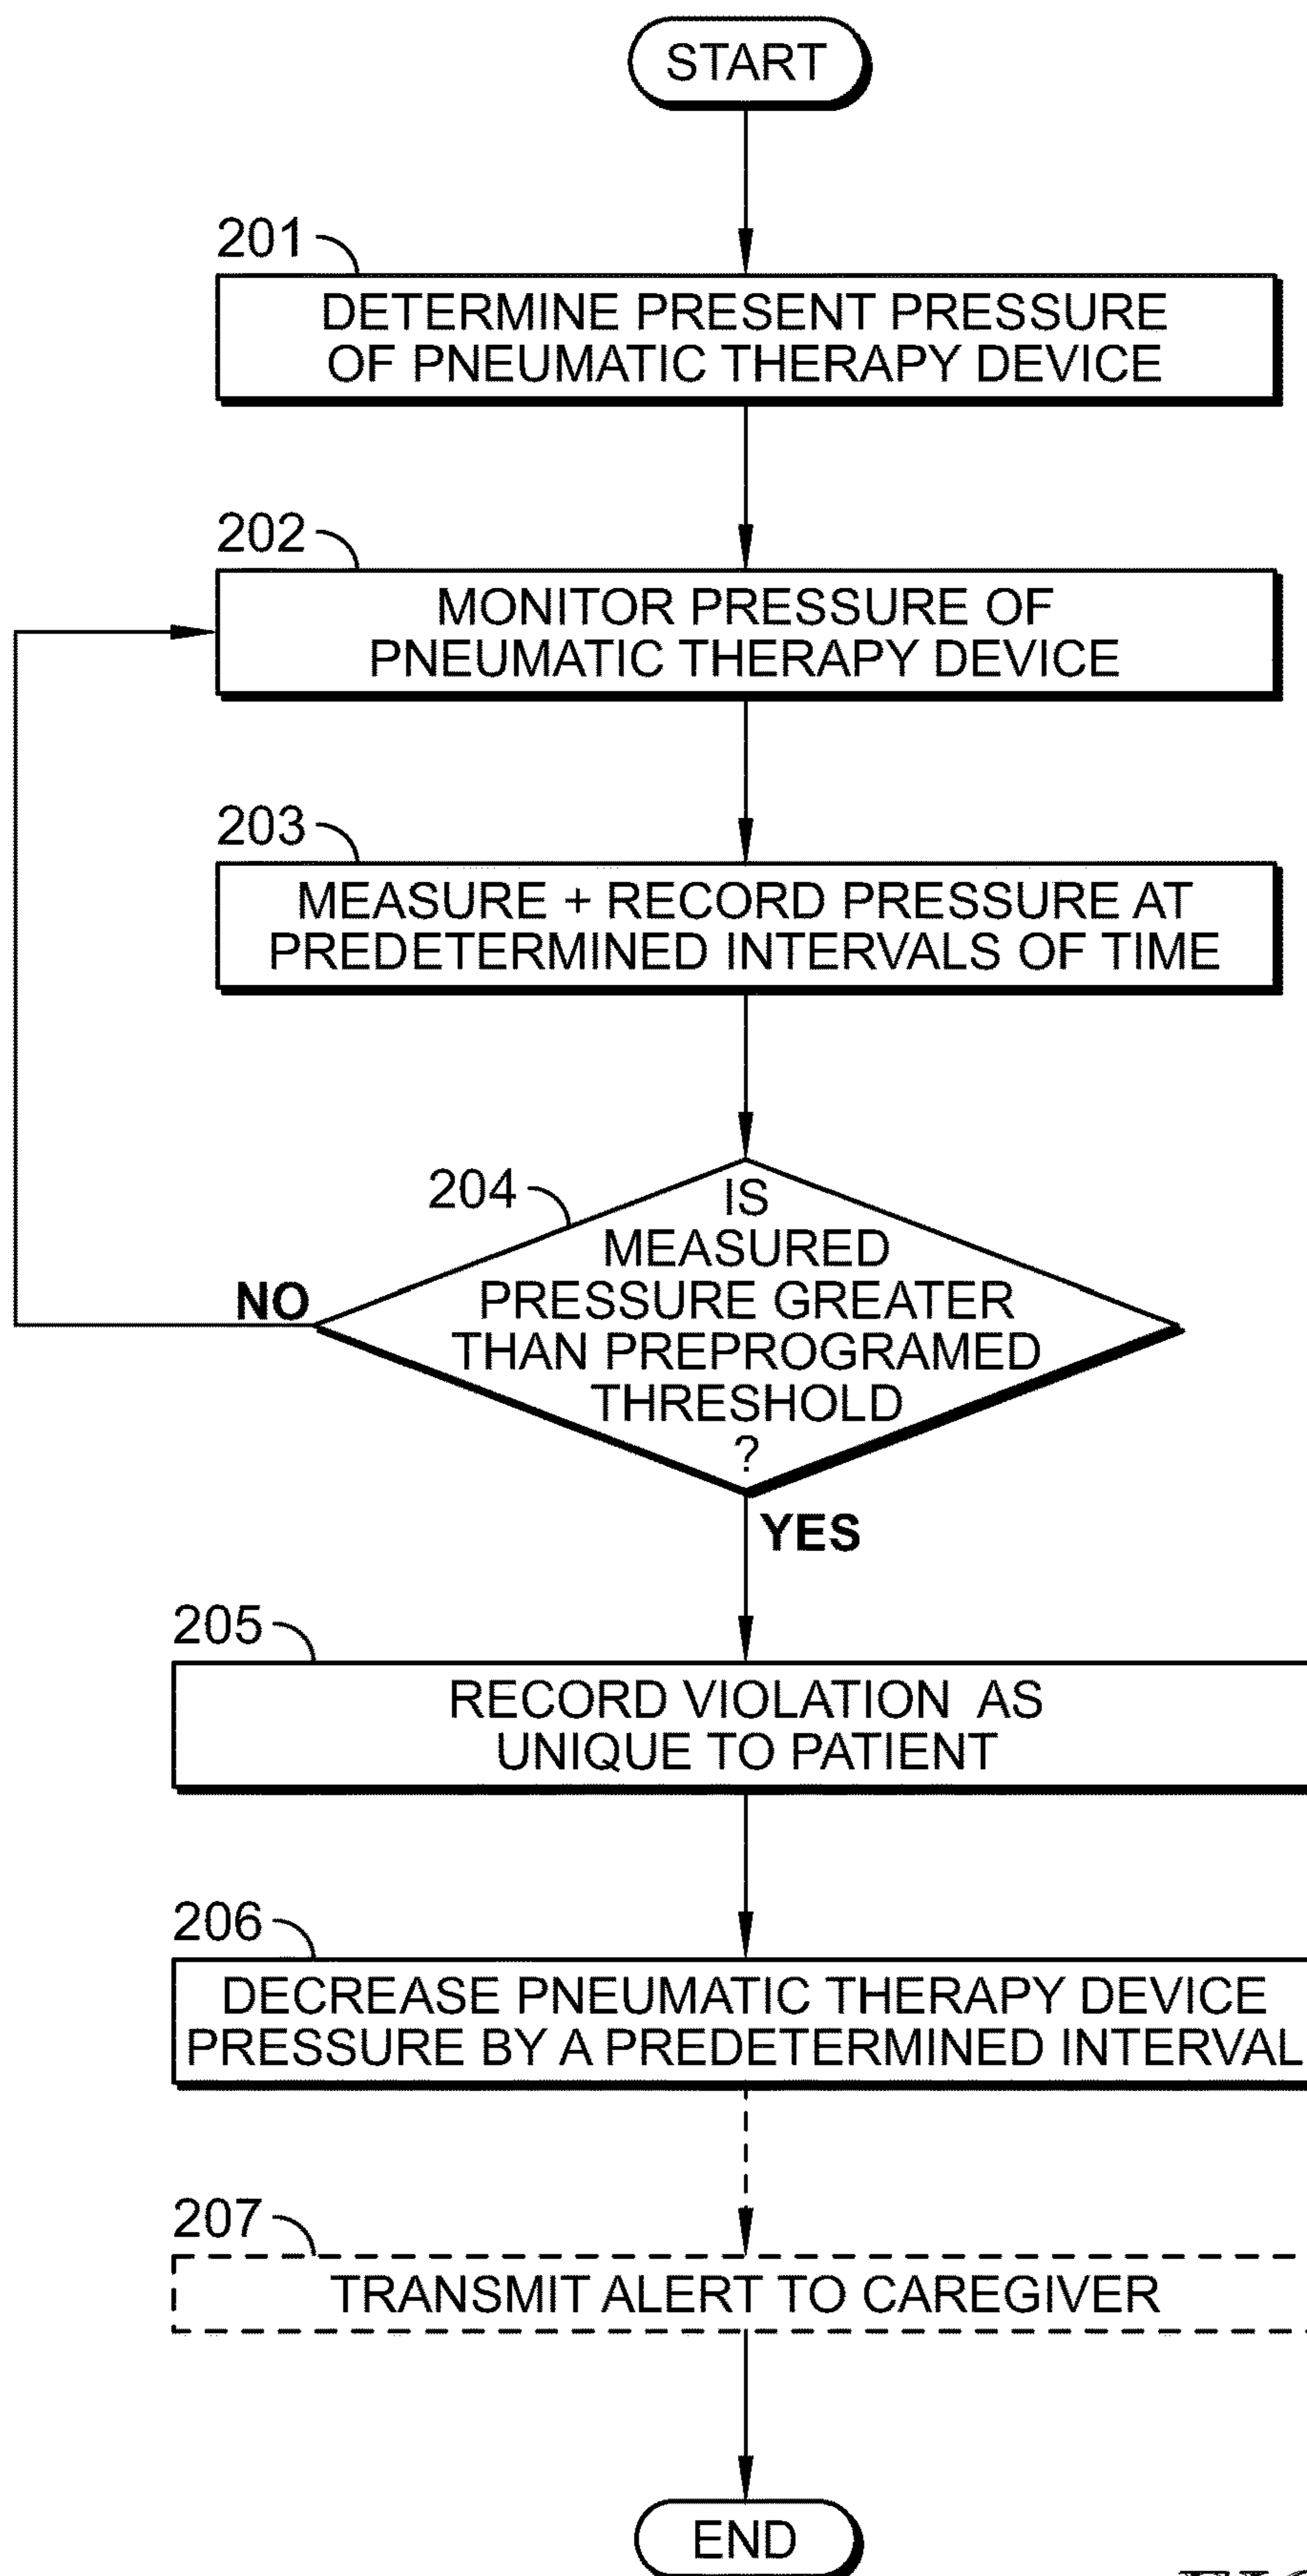 START
201
DETERMINE PRESENT PRESSURE
OF PNEUMATIC THERAPY DEVICE
202
MONITOR PRESSURE OF
PNEUMATIC THERAPY DEVICE
203
MEASURE + RECORD PRESSURE AT
PREDETERMINED INTERVALS OF TIME
204
IS
MEASURED
PRESSURE GREATER
THAN PREPROGRAMED
THRESHOLD
?
NO
YES
205
RECORD VIOLATION AS
UNIQUE TO PATIENT
206
DECREASE PNEUMATIC THERAPY DEVICE
PRESSURE BY A PREDETERMINED INTERVAL
207
TRANSMIT ALERT TO CAREGIVER
END